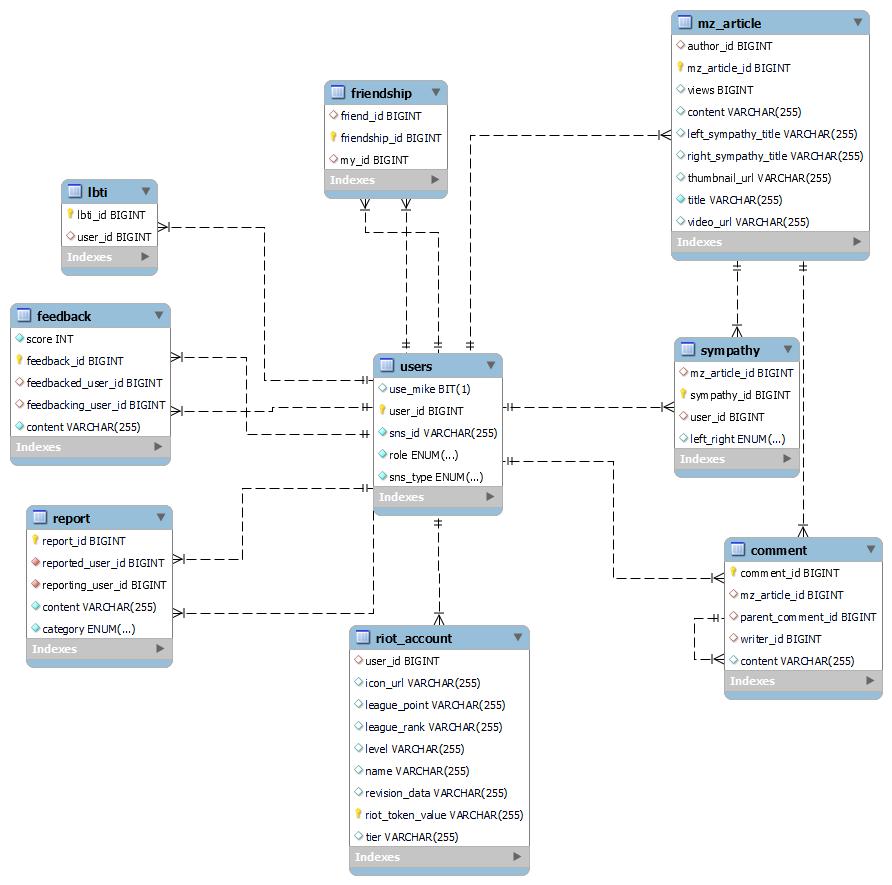 mz_article
author_id BIGINT
mz_article_id BIGINT
views BIGINT
content VARCHAR(255)
left_sympathy_title VARCHAR(255)
right_sympathy_title VARCHAR(255)
thumbnail_url VARCHAR(255)
title VARCHAR(255)
video_url VARCHAR(255)
Indexes
friendship
friend_id BIGINT
friendship_id BIGINT
my_id BIGINT
Indexes
lbti
lbti_id BIGINT
user_id BIGINT
Indexes
feedback
score INT
feedback_id BIGINT
feedbacked_user_id BIGINT
feedbacking_user_id BIGINT
content VARCHAR(255)
Indexes
users
use_mike BIT(1)
user_id BIGINT
sns_id VARCHAR(255)
role ENUM(...)
sns_type ENUM(...)
Indexes
sympathy
mz_article_id BIGINT
sympathy_id BIGINT
user_id BIGINT
left_right ENUM(...)
Indexes
report
report_id BIGINT
reported_user_id BIGINT
reporting_user_id BIGINT
content VARCHAR(255)
category ENUM(...)
Indexes
comment
comment_id BIGINT
mz_article_id BIGINT
parent_comment_id BIGINT
writer_id BIGINT
content VARCHAR(255)
Indexes
riot_account
user_id BIGINT
icon_url VARCHAR(255)
league_point VARCHAR(255)
league_rank VARCHAR(255)
level VARCHAR(255)
name VARCHAR(255)
revision_data VARCHAR(255)
riot_token_value VARCHAR(255)
tier VARCHAR(255)
Indexes